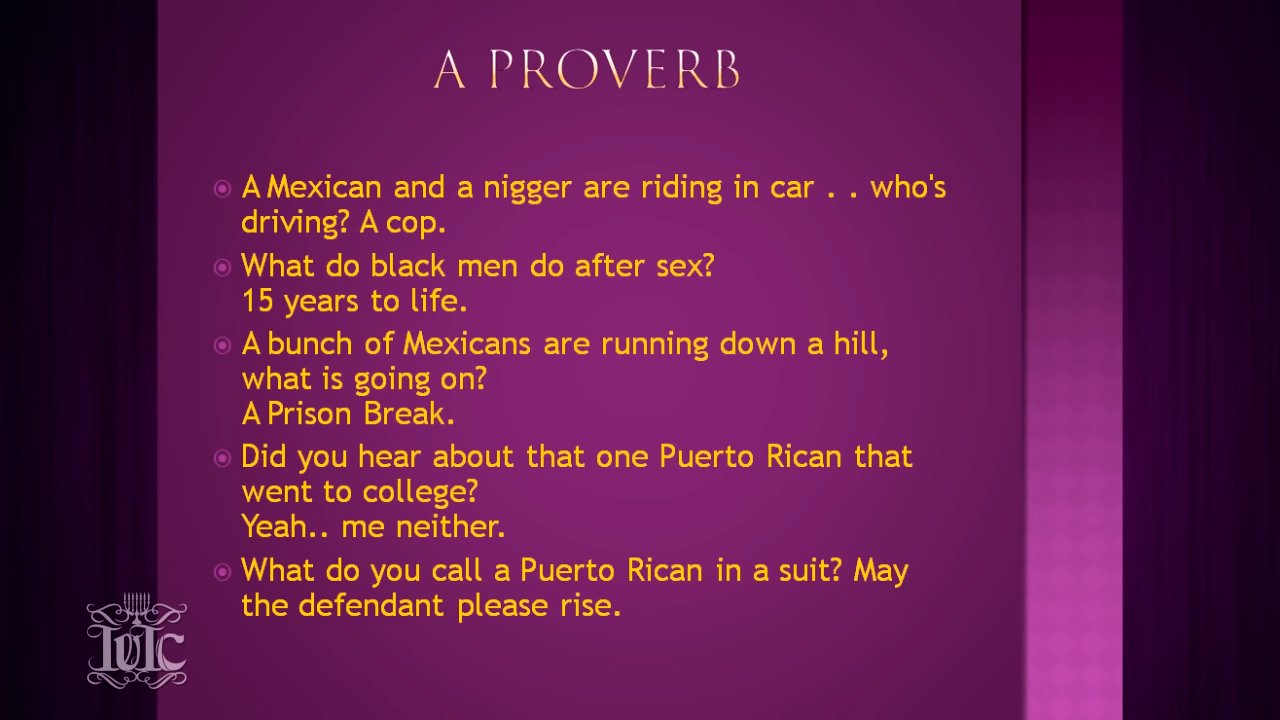 A PROVERB
A Mexican and a nigger are riding in car . . who's
driving? A cop.
What do black men do after sex?
15 years to life.
A bunch of Mexicans are running down a hill,
what is going on?
A Prison Break.
Did you hear about that one Puerto Rican that
went to college?
Yeah.. me neither.
What do you call a Puerto Rican in a suit? May
the defendant please rise.
IUIC